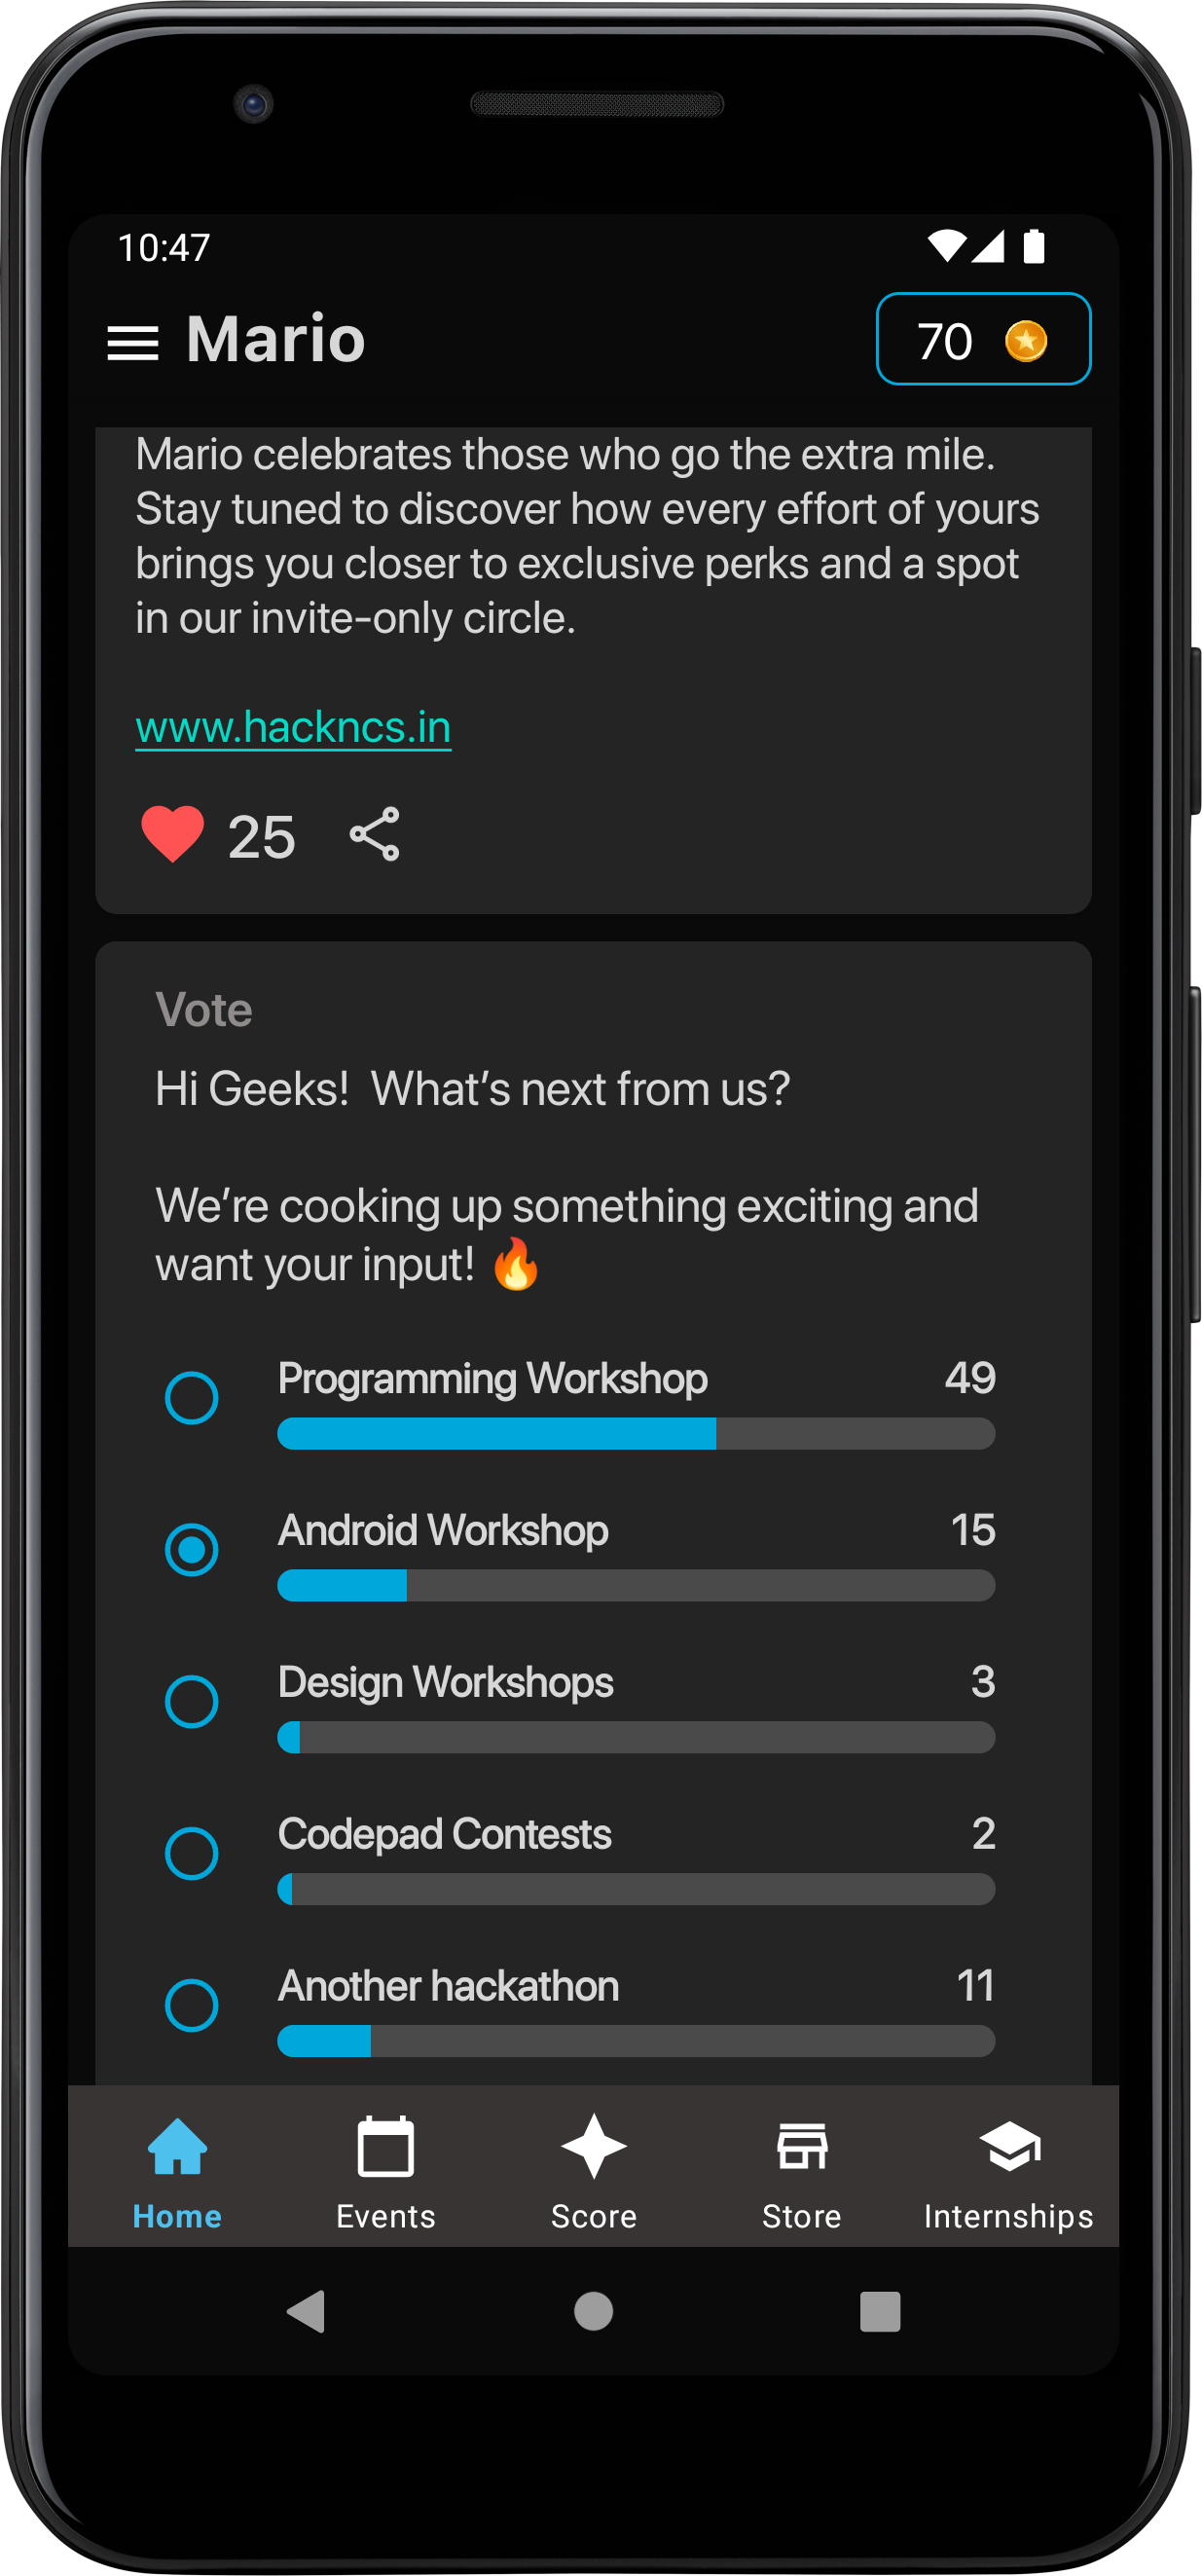 10:47
Mario
70
Mario celebrates those who go the extra mile.
Stay tuned to discover how every effort of yours
brings you closer to exclusive perks and a spot
in our invite-only circle.
www.hackncs.in
25
Vote
Hi Geeks!  What’s next from us?
We’re cooking up something exciting and
want your input! 🔥
Programming Workshop 49
Android Workshop 15
Design Workshops 3
Codepad Contests 2
Another hackathon 11
Home Events Score Store Internships